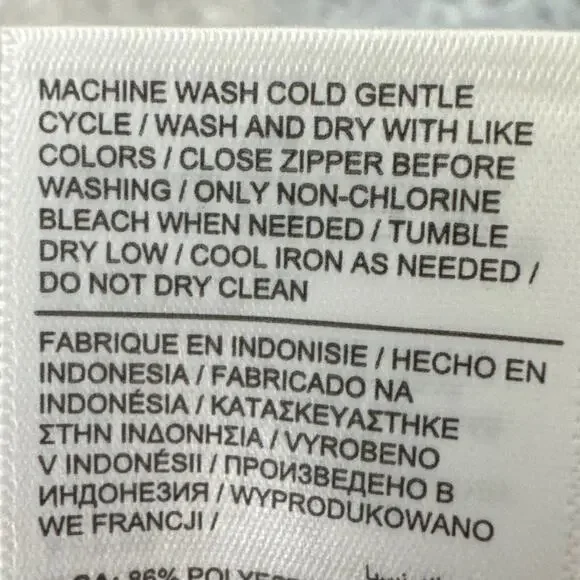 MACHINE WASH COLD GENTLE
CYCLE / WASH AND DRY WITH LIKE
COLORS / CLOSE ZIPPER BEFORE
WASHING / ONLY NON-CHLORINE
BLEACH WHEN NEEDED / TUMBLE
DRY LOW / COOL IRON AS NEEDED /
DO NOT DRY CLEAN
FABRIQUE EN INDONISIE / HECHO EN
INDONESIA / FABRICADO NA
INDONÉSIA / ΚΑΤΑΣΚΕΥΑΣΤΗΚΕ
ΣΤΗΝ ΙΝΔΟΝΗΣΙΑ / VYROBENO
V INDONÉSII / ПРОИЗВЕДЕНО В
ИНДОНЕЗИЯ / WYPRODUKOWANO
WE FRANCJI /
86% POLYES